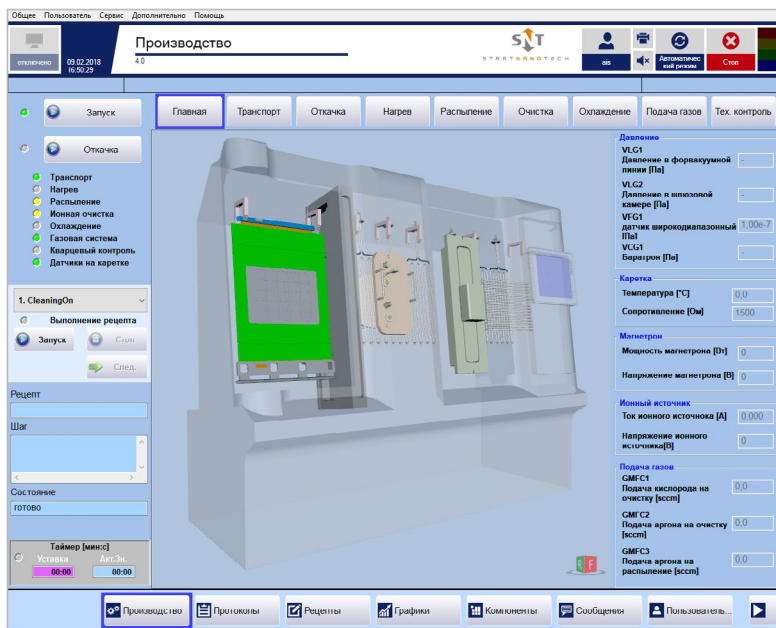 Общее Пользователь Сервис Дополнительно Помощь
отключено
09.02.2018
16:50:29
Производство
4.0
SNT
STRATNANOTECH
ais
Автоматичес
кий режим
Стоп
Запуск
Откачка
Транспорт
Нагрев
Распыление
Ионная очистка
Охлаждение
Газовая система
Кварцевый контроль
Датчики на каретке
1. CleaningOn
Выполнение рецепта
Запуск
Стоп
След.
Рецепт
Шаг
Состояние
готово
Таймер [мин:с]
Уставка Акт.Зн.
00:00 00:00
Главная Транспорт Откачка Нагрев Распыление Очистка Охлаждение Подача газов Тех. контроль
Давление
VLG1
Давление в форвакуумной -
линии [Па]
VLG2
Давление в шлюзовой -
камере [Па]
VFG1
датчик широкодиапазонный 1,00e-7
[Па]
VCG1
Баратрон [Па] -
Каретка
Температура [°C] 0,0
Сопротивление [Ом] 1500
Магнетрон
Мощность магнетрона [Вт] 0
Напряжение магнетрона [В] 0
Ионный источник
Ток ионного источнока [А] 0,000
Напряжение ионного
источника[В] 0
Подача газов
GMFC1
Подача кислорода на 0,0
очистку [sccm]
GMFC2
Подача аргона на очистку 0,0
[sccm]
GMFC3
Подача аргона на 0,0
распыление [sccm]
F
Производство Протоколы Рецепты Графики Компоненты Сообщения Пользователь...